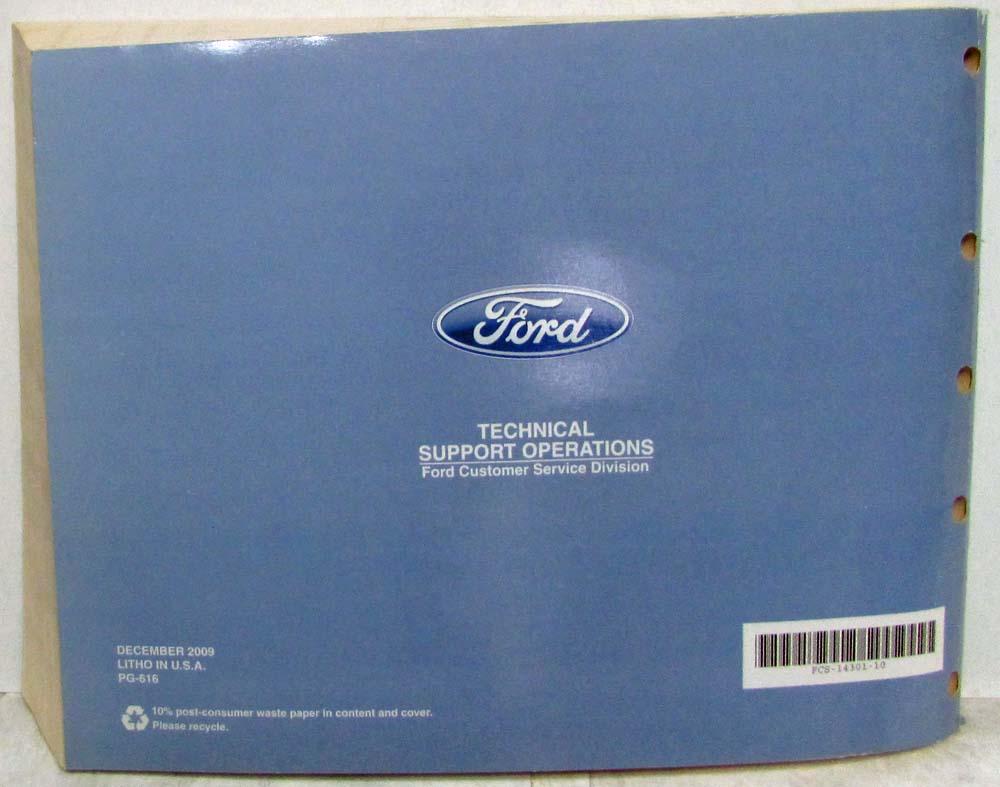 Ford
TECHNICAL
SUPPORT OPERATIONS
Ford Customer Service Division
DECEMBER 2009
LITHO IN U.S.A.
PG-616
10% post-consumer waste paper in content and cover.
Please recycle.
FCS-14301-10